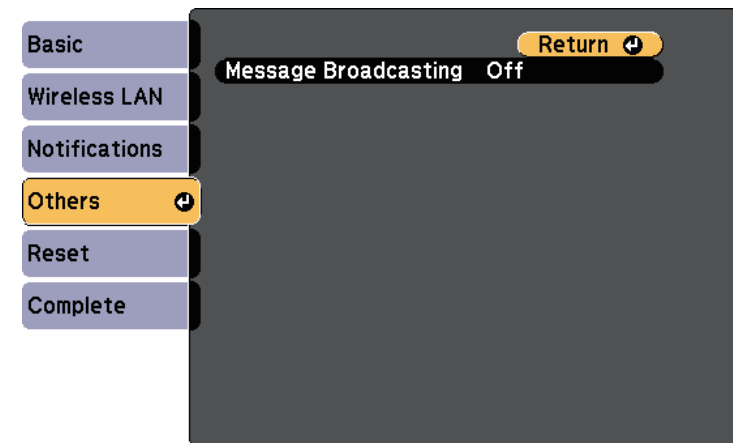 Basic
Wireless LAN
Notifications
Others
Reset
Complete
Return
Message Broadcasting Off